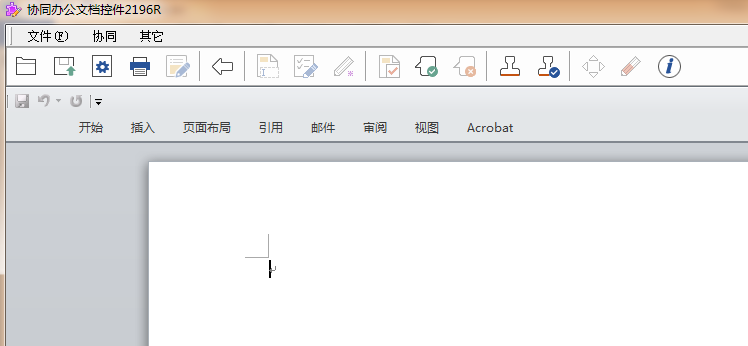 协同办公文档控件2196R
文件(F) 协同 其它
开始 插入 页面布局 引用 邮件 审阅 视图 Acrobat